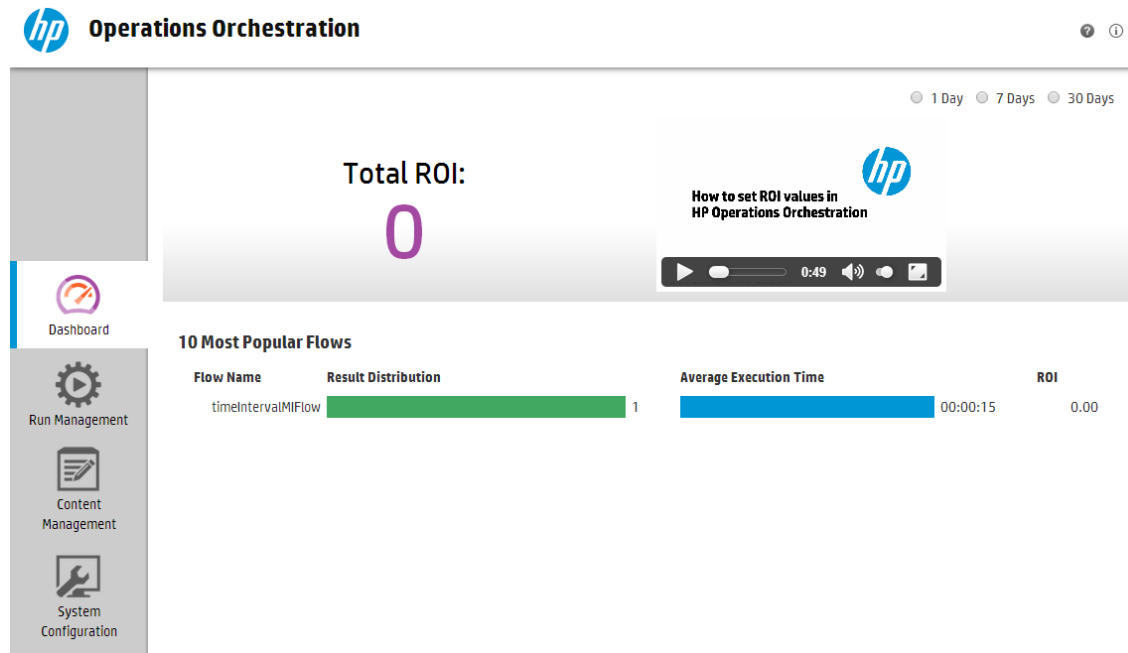 hp Operations Orchestration
1 Day 7 Days 30 Days
Total ROI:
0
hp
How to set ROI values in
HP Operations Orchestration
0:49
Dashboard
10 Most Popular Flows
Flow Name Result Distribution Average Execution Time ROI
timeIntervalMIFlow 1 00:00:15 0.00
Run Management
Content
Management
System
Configuration